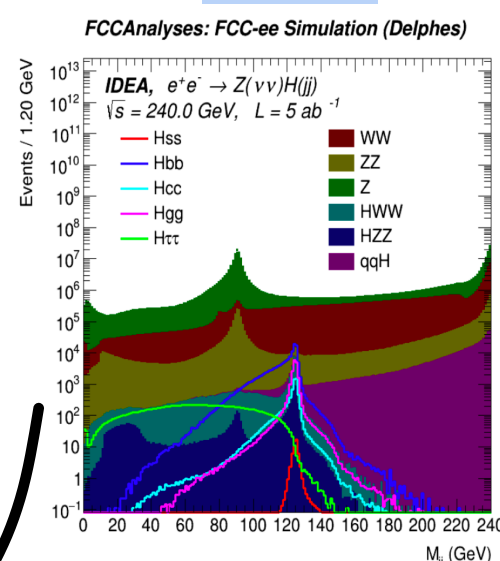 FCCAnalyses: FCC-ee Simulation (Delphes)
Events / 1.20 GeV
IDEA, e⁺e⁻ → Z(νν)H(jj)
√s = 240.0 GeV, L = 5 ab⁻¹
Hss
Hbb
Hcc
Hgg
Hττ
WW
ZZ
Z
HWW
HZZ
qqH
10¹³
10¹²
10¹¹
10¹⁰
10⁹
10⁸
10⁷
10⁶
10⁵
10⁴
10³
10²
10
1
10⁻¹
0 20 40 60 80 100 120 140 160 180 200 220 240
M_jj (GeV)